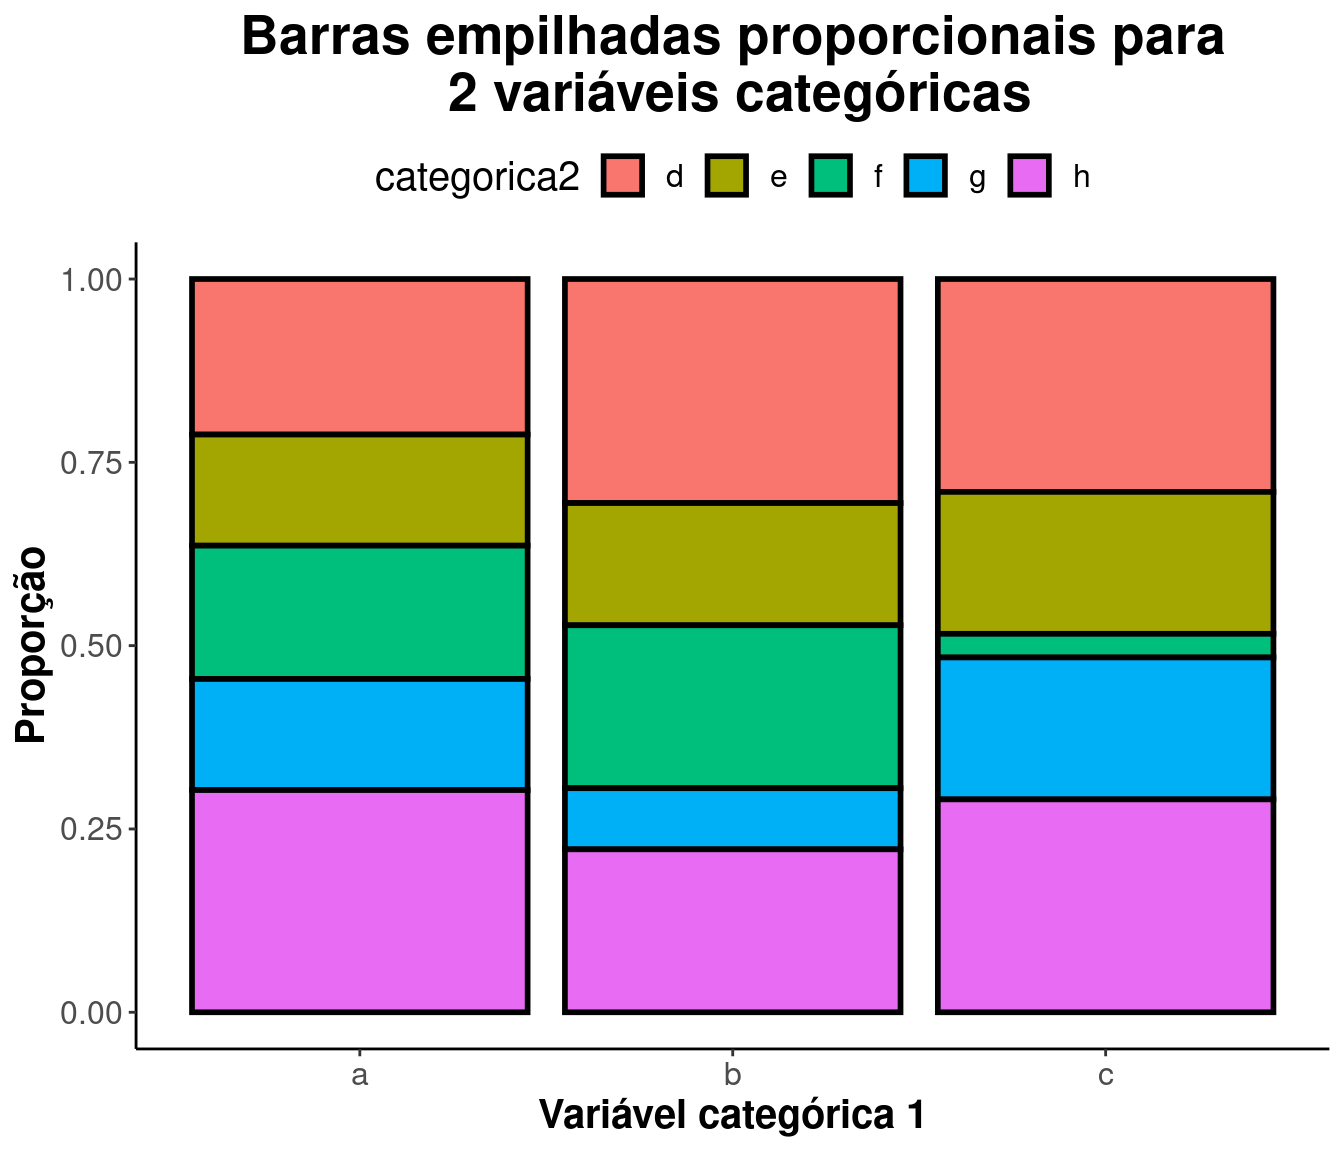 Barras empilhadas proporcionais para
2 variáveis categóricas
categorica2 d e f g h
Proporção
1.00
0.75
0.50
0.25
0.00
a b c
Variável categórica 1